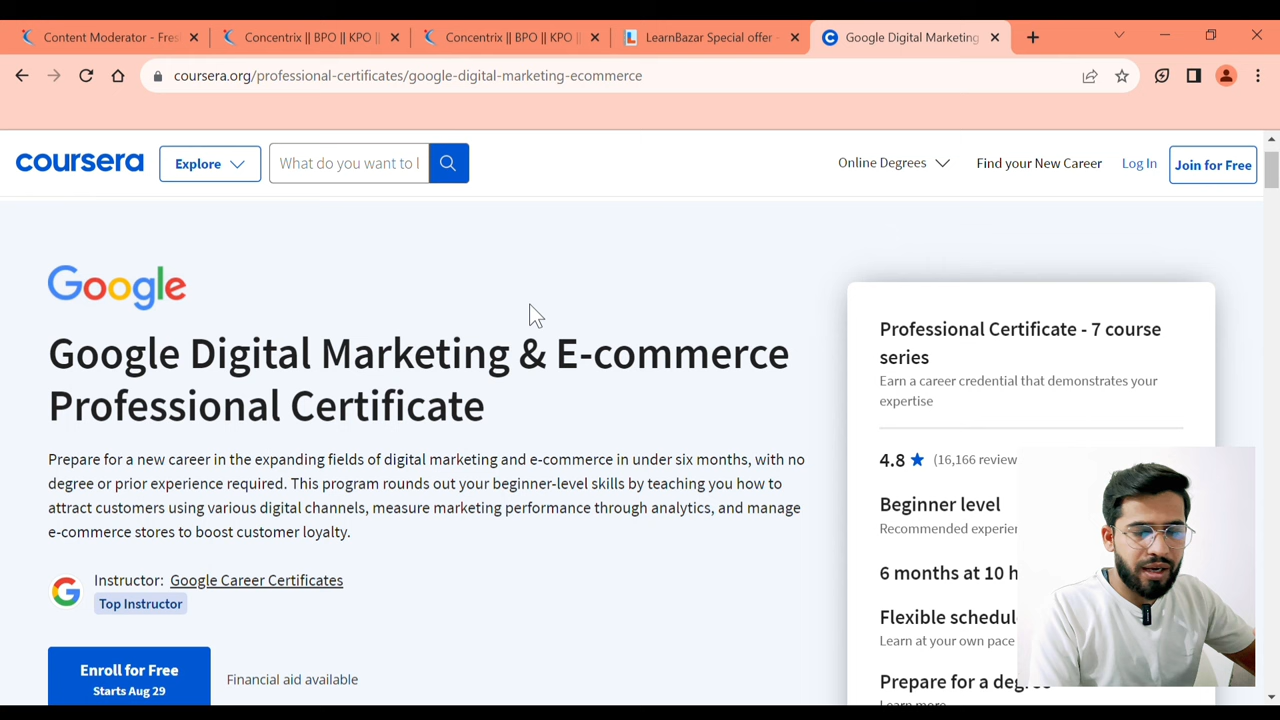 Content Moderator - Fres
Concentrix || BPO || KPO ||
Concentrix || BPO || KPO ||
LearnBazar Special offer -
Google Digital Marketing
coursera.org/professional-certificates/google-digital-marketing-ecommerce
coursera
Explore
What do you want to l
Online Degrees
Find your New Career
Log In
Join for Free
Google
Google Digital Marketing & E-commerce
Professional Certificate
Prepare for a new career in the expanding fields of digital marketing and e-commerce in under six months, with no
degree or prior experience required. This program rounds out your beginner-level skills by teaching you how to
attract customers using various digital channels, measure marketing performance through analytics, and manage
e-commerce stores to boost customer loyalty.
Instructor: Google Career Certificates
Top Instructor
Enroll for Free
Starts Aug 29
Financial aid available
Professional Certificate - 7 course
series
Earn a career credential that demonstrates your
expertise
4.8 ★ (16,166 review
Beginner level
Recommended experien
6 months at 10 h
Flexible schedul
Learn at your own pace
Prepare for a degree
Learn more